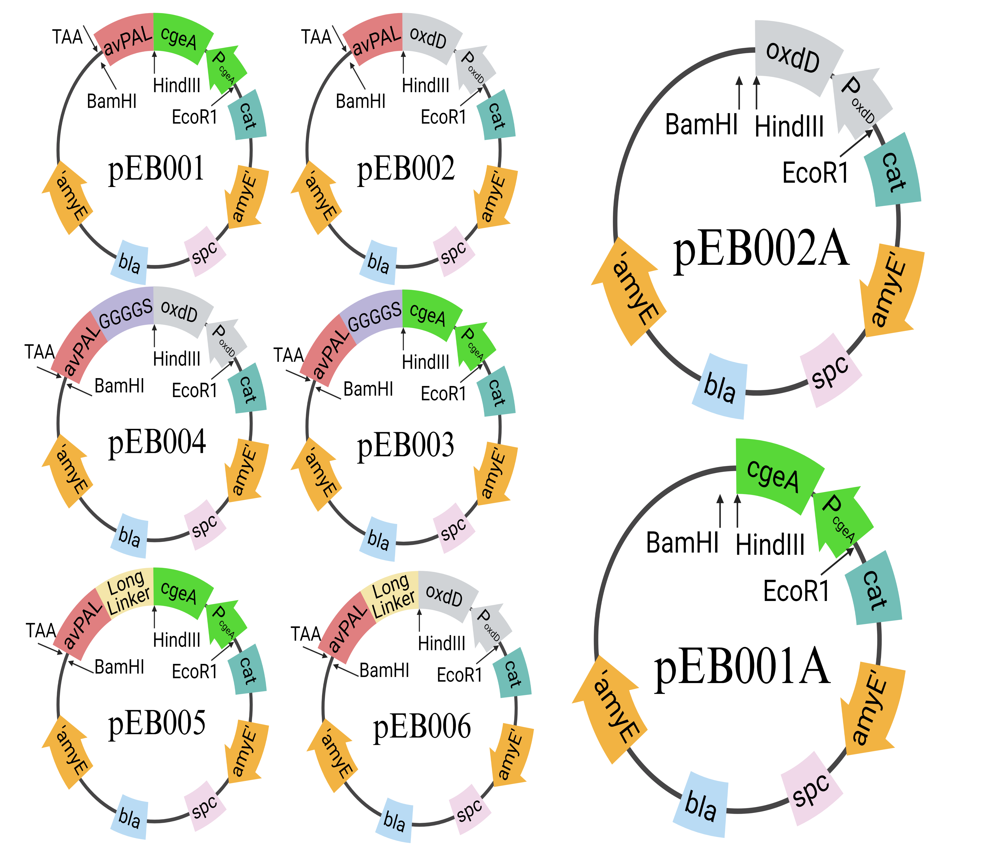 TAA
avPAL
cgeA
P cgeA
HindIII
BamHI
EcoR1
cat
pEB001
'amyE
amyE'
spc
bla
TAA
avPAL
oxdD
P oxdD
HindIII
BamHI
EcoR1
cat
pEB002
'amyE
amyE'
spc
bla
oxdD
P oxdD
BamHI
HindIII
EcoR1
cat
pEB002A
'amyE
amyE'
spc
bla
GGGGS
oxdD
avPAL
P oxdD
TAA
HindIII
BamHI
EcoR1
cat
pEB004
'amyE
amyE'
spc
bla
GGGGS
cgeA
avPAL
P cgeA
TAA
HindIII
BamHI
EcoR1
cat
pEB003
'amyE
amyE'
spc
bla
cgeA
P cgeA
BamHI
HindIII
EcoR1
cat
pEB001A
'amyE
amyE'
spc
bla
Long
Linker
cgeA
avPAL
P cgeA
TAA
HindIII
BamHI
EcoR1
cat
pEB005
'amyE
amyE'
spc
bla
Long
Linker
oxdD
avPAL
P oxdD
TAA
HindIII
BamHI
EcoR1
cat
pEB006
'amyE
amyE'
spc
bla